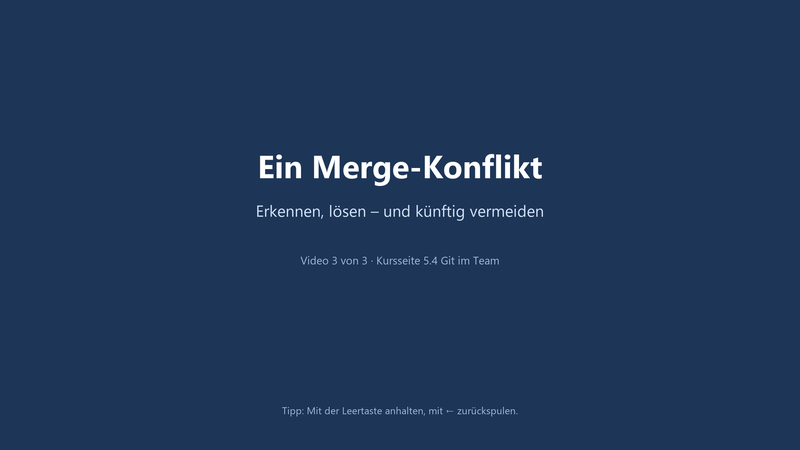 Ein Merge-Konflikt
Erkennen, lösen – und künftig vermeiden
Video 3 von 3 · Kursseite 5.4 Git im Team
Tipp: Mit der Leertaste anhalten, mit ← zurückspulen.